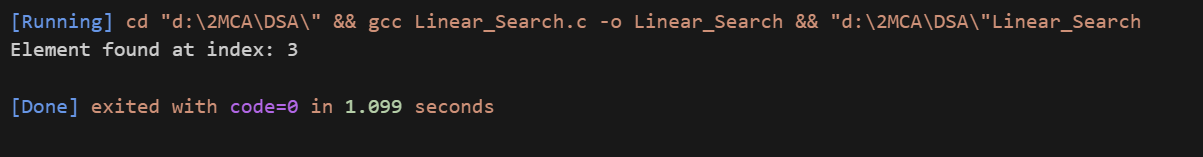 [Running] cd "d:\2MCA\DSA\" && gcc Linear_Search.c -o Linear_Search && "d:\2MCA\DSA\"Linear_Search
Element found at index: 3
[Done] exited with code=0 in 1.099 seconds